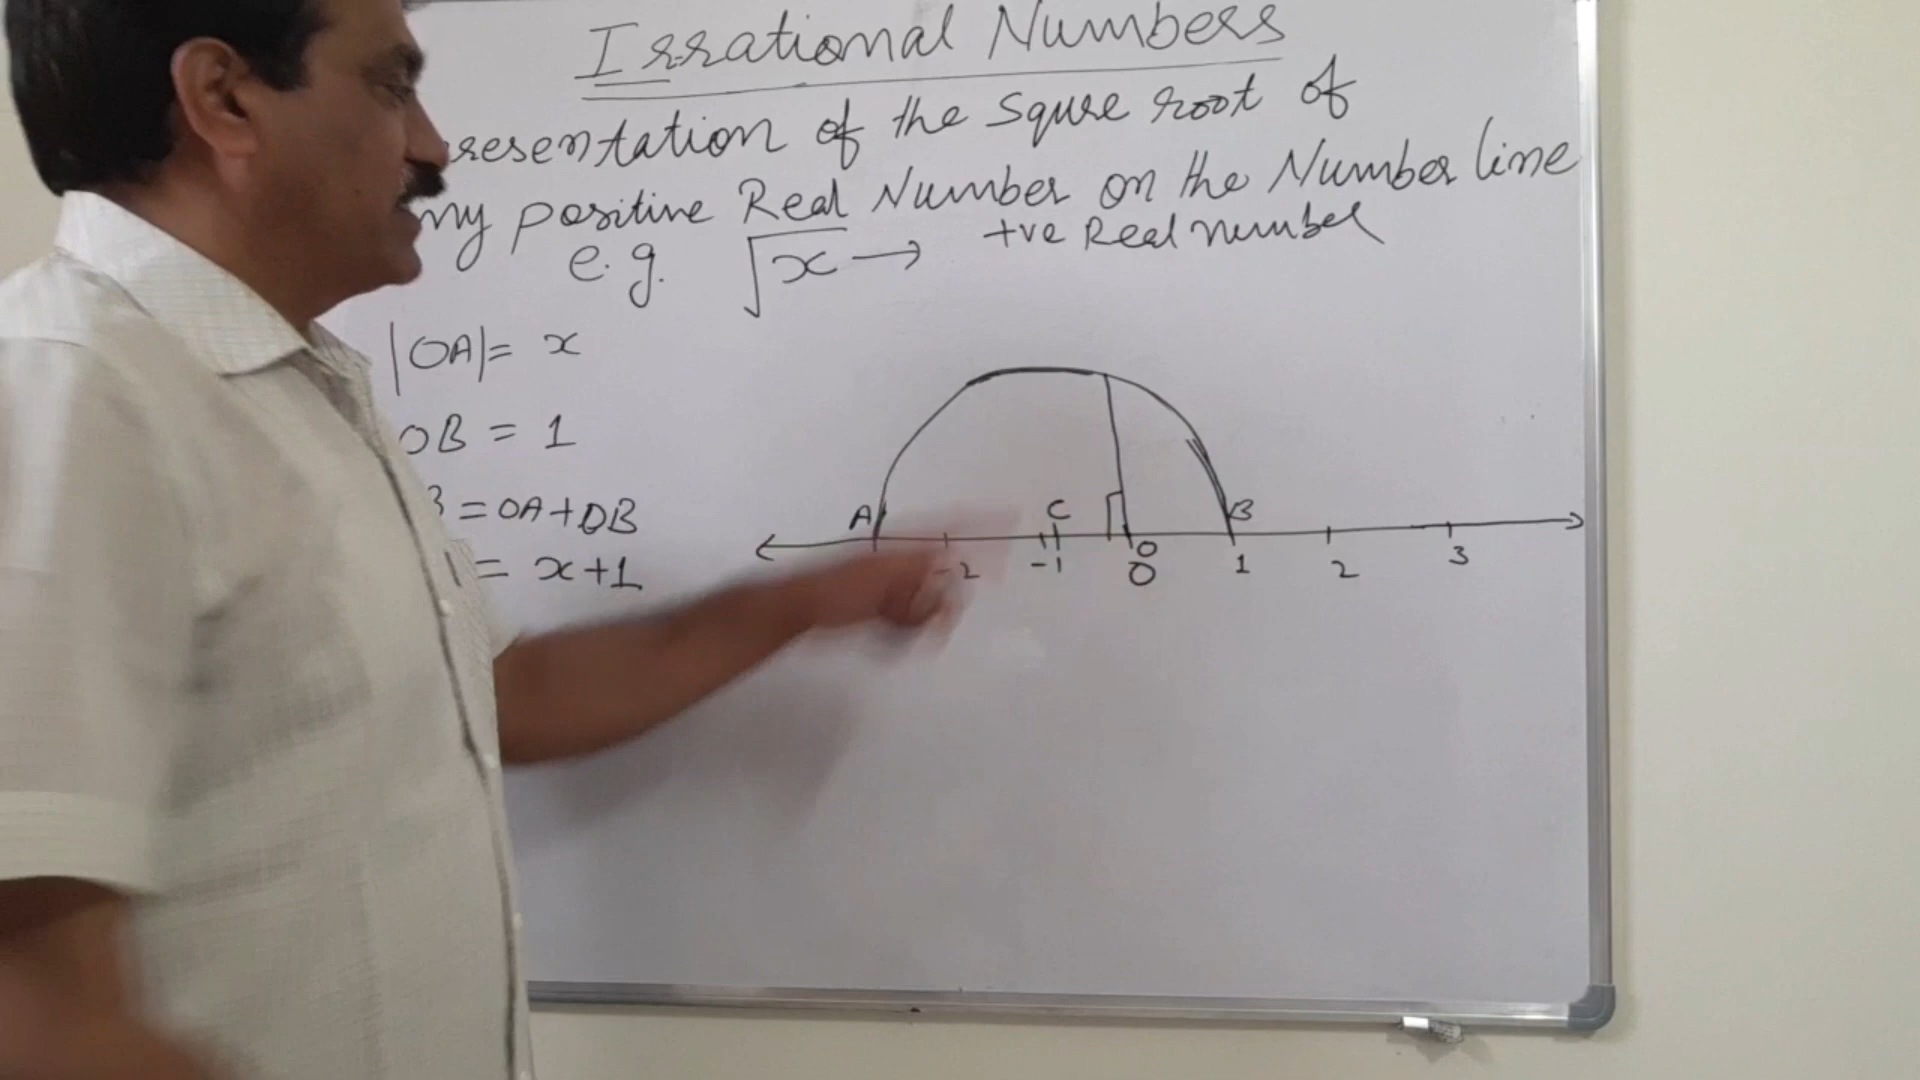 Irrational Numbers
resentation of the Squre root of
ny positive Real Number on the Number line
e.g. √x → +ve Real number
|OA| = x
OB = 1
B = OA+OB
= x+1
A C B
O
-2 -1 0 1 2 3